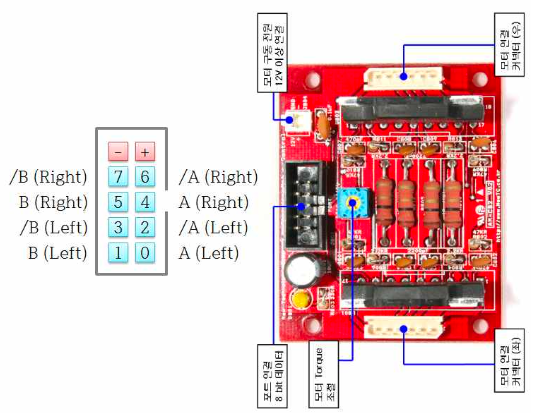 - +
/B (Right) 7 6 /A (Right)
B (Right) 5 4 A (Right)
/B (Left) 3 2 /A (Left)
B (Left) 1 0 A (Left)
모터 구동 전원
12V 이상 연결
모터 연결
커넥터 (우)
포트 연결
8 bit 데이터
모터 Torque
조절
모터 연결
커넥터 (좌)